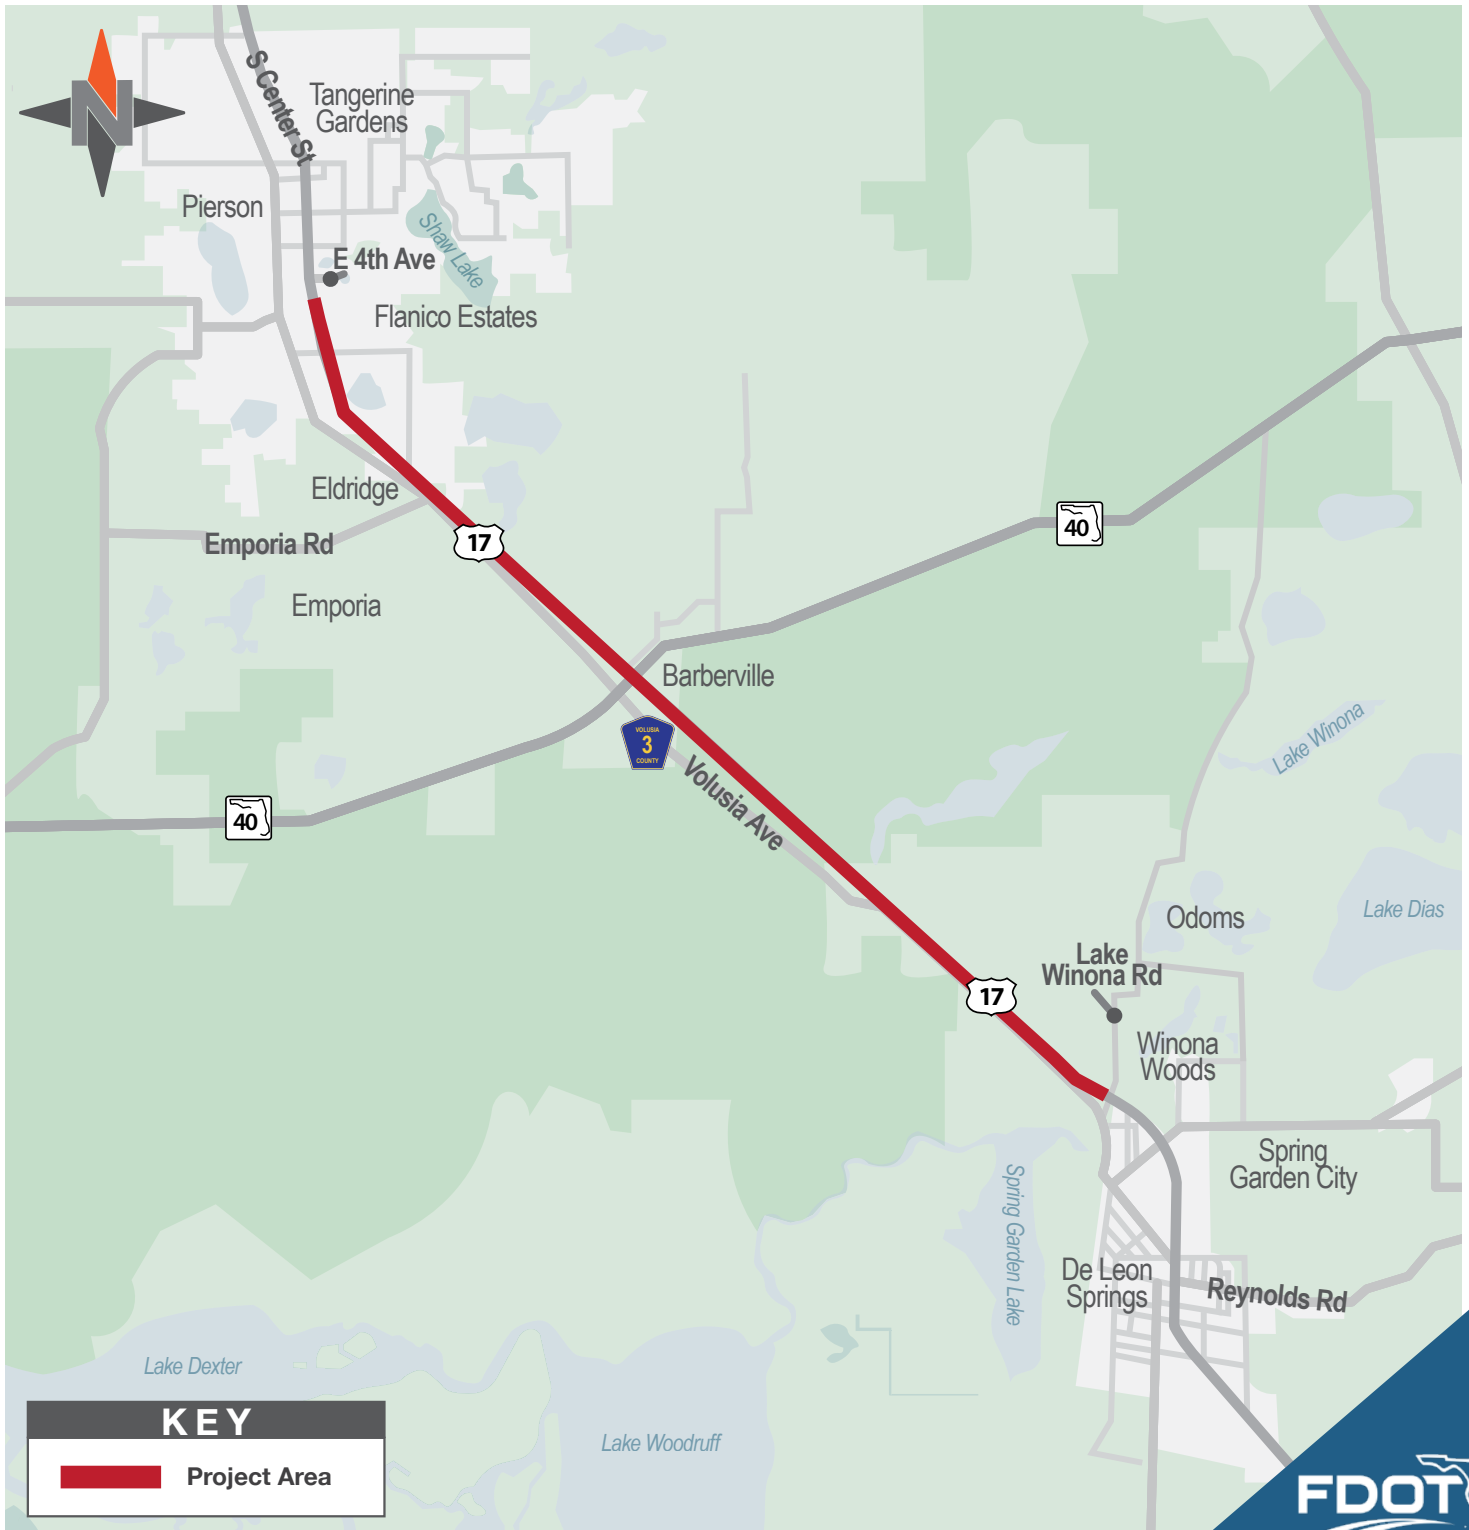 N
S Center St
Tangerine
Gardens
Pierson
Shaw Lake
E 4th Ave
Flanico Estates
Eldridge
17
Emporia Rd
40
Emporia
Barberville
VOLUSIA
3
COUNTY
Lake Winona
Volusia Ave
40
Odoms
Lake Dias
Lake
Winona Rd
17
Winona
Woods
Spring
Garden City
Spring Garden Lake
De Leon
Springs
Reynolds Rd
Lake Dexter
Lake Woodruff
KEY
Project Area
FDOT